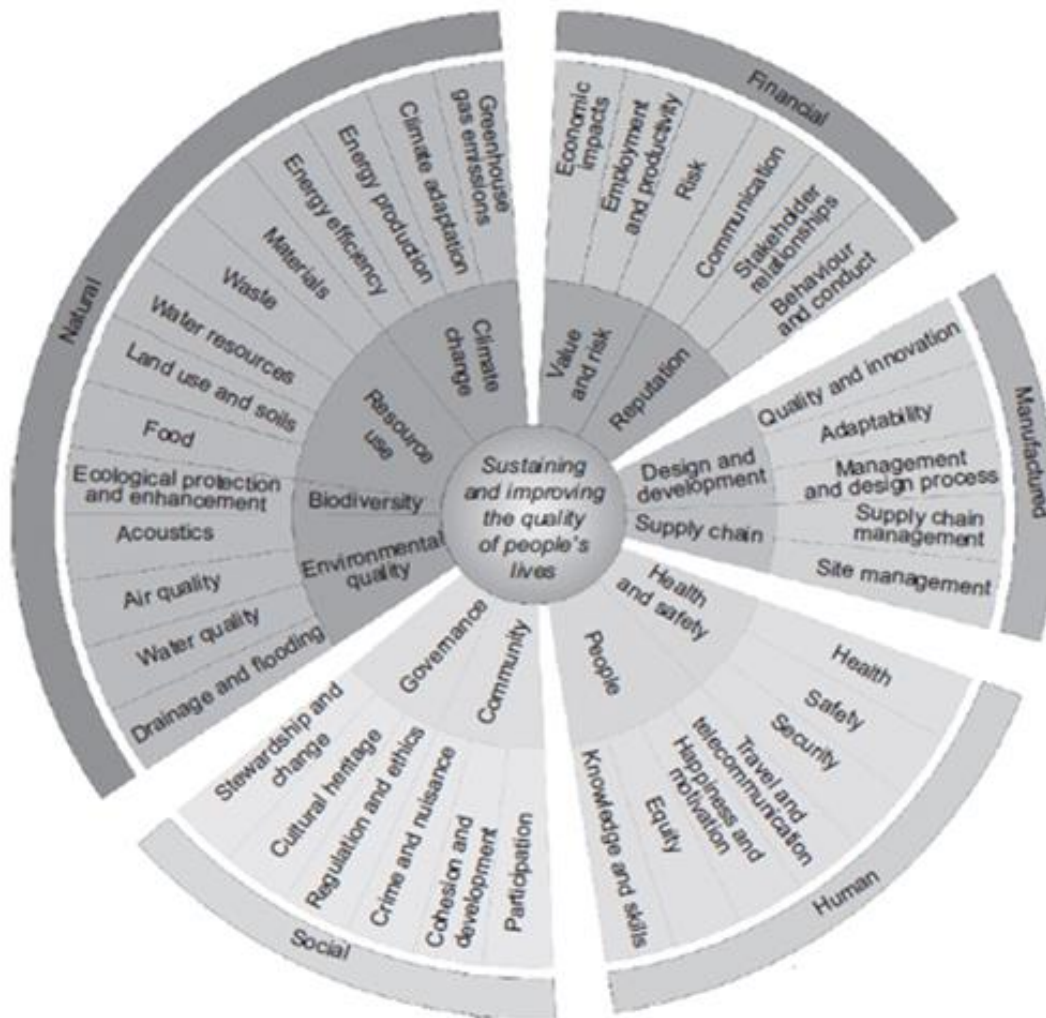 Sustaining
and improving
the quality
of people's
lives
Financial
Value
and risk
Economic
impacts
Employment
and productivity
Risk
Reputation
Communication
Stakeholder
relationships
Behaviour
and conduct
Manufactured
Design and
development
Quality and innovation
Adaptability
Management
and design process
Supply chain
Supply chain
management
Site management
Human
Health
and safety
Health
Safety
Security
People
Travel and
telecommunication
Happiness and
motivation
Equity
Knowledge and skills
Social
Community
Participation
Cohesion and
development
Crime and nuisance
Governance
Regulation and ethics
Cultural heritage
Stewardship and
change
Natural
Environmental
quality
Drainage and flooding
Water quality
Air quality
Acoustics
Biodiversity
Ecological protection
and enhancement
Resource
use
Food
Land use and soils
Water resources
Waste
Materials
Climate
change
Energy efficiency
Energy production
Climate adaptation
Greenhouse
gas emissions